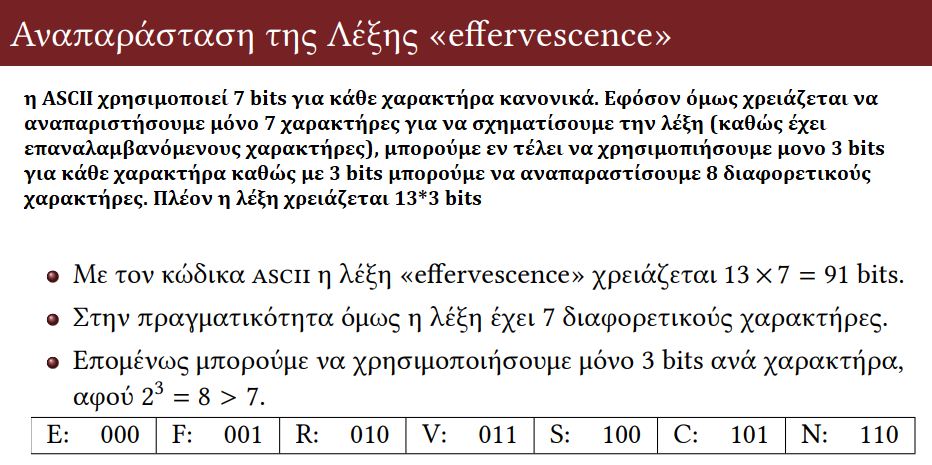 Αναπαράσταση της Λέξης «effervescence»
η ASCII χρησιμοποιεί 7 bits για κάθε χαρακτήρα κανονικά. Εφόσον όμως χρειάζεται να
αναπαριστήσουμε μόνο 7 χαρακτήρες για να σχηματίσουμε την λέξη (καθώς έχει
επαναλαμβανόμενους χαρακτήρες), μπορούμε εν τέλει να χρησιμοπιήσουμε μονο 3 bits
για κάθε χαρακτήρα καθώς με 3 bits μπορούμε να αναπαραστίσουμε 8 διαφορετικούς
χαρακτήρες. Πλέον η λέξη χρειάζεται 13*3 bits
Με τον κώδικα ASCII η λέξη «effervescence» χρειάζεται 13 × 7 = 91 bits.
Στην πραγματικότητα όμως η λέξη έχει 7 διαφορετικούς χαρακτήρες.
Επομένως μπορούμε να χρησιμοποιήσουμε μόνο 3 bits ανά χαρακτήρα,
αφού 2³ = 8 > 7.
E: 000 F: 001 R: 010 V: 011 S: 100 C: 101 N: 110